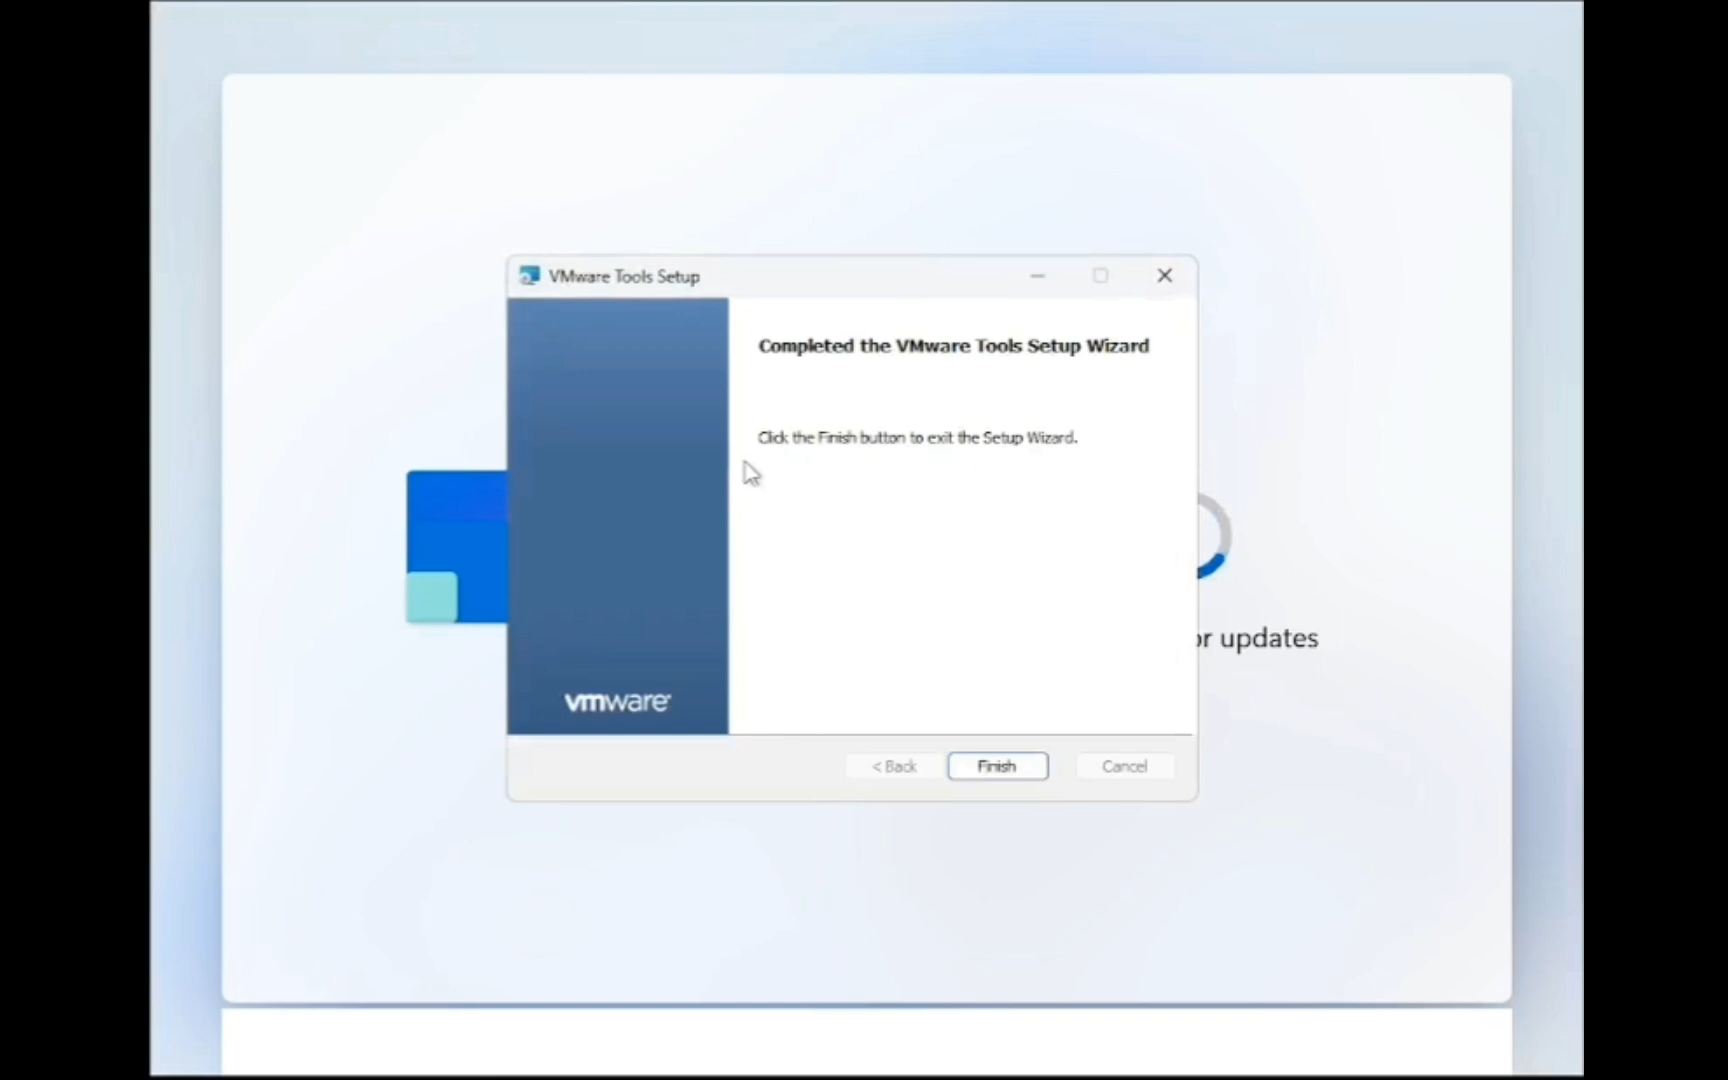 VMware Tools Setup
Completed the VMware Tools Setup Wizard
Click the Finish button to exit the Setup Wizard.
or updates
vmware
< Back
Finish
Cancel